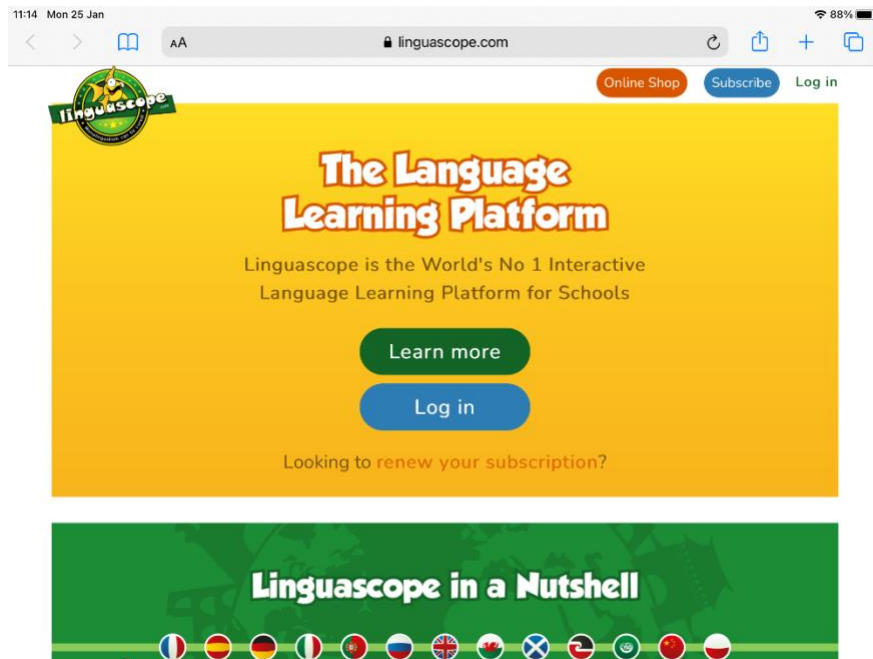 11:14 Mon 25 Jan
88%
AA
linguascope.com
linguascope
Online Shop
Subscribe
Log in
The Language
Learning Platform
Linguascope is the World's No 1 Interactive
Language Learning Platform for Schools
Learn more
Log in
Looking to renew your subscription?
Linguascope in a Nutshell